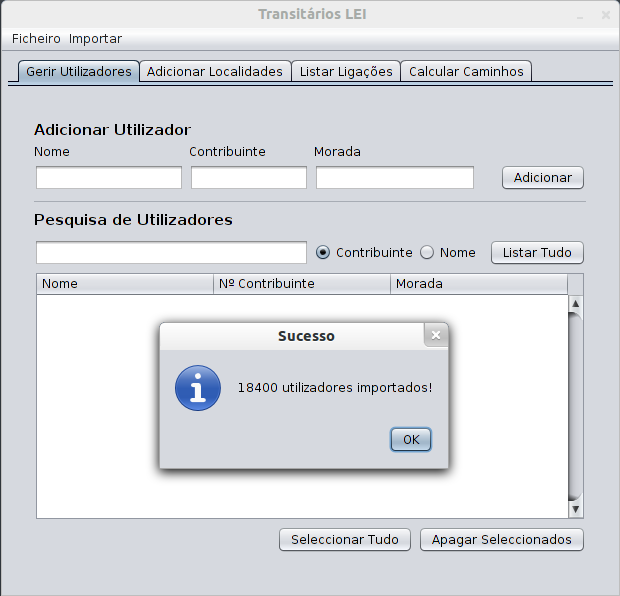 Transitários LEI
Ficheiro Importar
Gerir Utilizadores Adicionar Localidades Listar Ligações Calcular Caminhos
Adicionar Utilizador
Nome Contribuinte Morada
Adicionar
Pesquisa de Utilizadores
Contribuinte Nome Listar Tudo
Nome Nº Contribuinte Morada
Sucesso
18400 utilizadores importados!
OK
Seleccionar Tudo Apagar Seleccionados